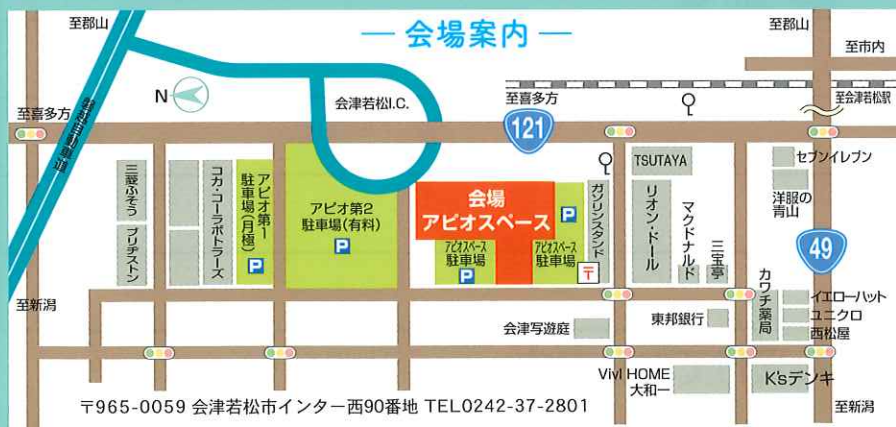 至郡山
— 会場案内 —
至郡山
至市内
N
会津若松I.C.
至喜多方
至喜多方
至会津若松駅
磐越自動車道
121
三菱ふそう
ブリヂストン
コカ・コーラボトラーズ
アピオ第1
駐車場(月極)
P
アピオ第2
駐車場(有料)
P
会場
アピオスペース
アピオスペース
駐車場
P
P
アピオスペース
駐車場
〒
ガソリンスタンド
TSUTAYA
リオン・ドール
マクドナルド
三宝亭
セブンイレブン
洋服の
青山
49
至新潟
カワチ薬局
イエローハット
ユニクロ
西松屋
会津写遊庭
東邦銀行
VivI HOME
大和一
K'sデンキ
至新潟
〒965-0059 会津若松市インター西90番地 TEL0242-37-2801